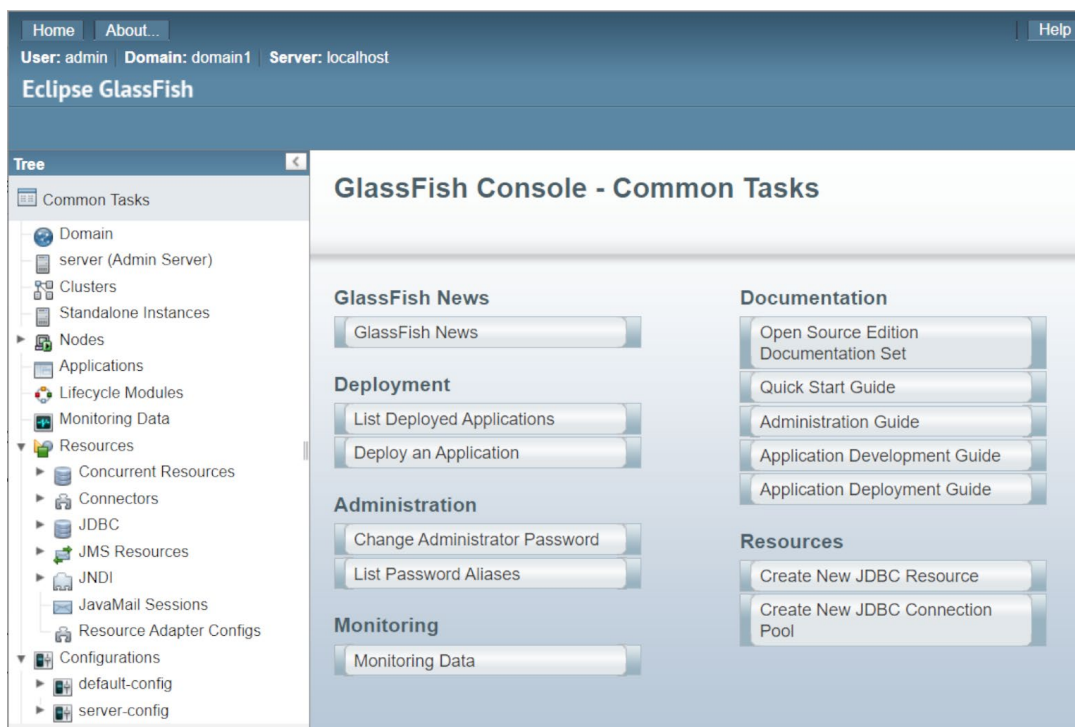 Home About... Help
User: admin Domain: domain1 Server: localhost
Eclipse GlassFish
Tree
Common Tasks
Domain
server (Admin Server)
Clusters
Standalone Instances
Nodes
Applications
Lifecycle Modules
Monitoring Data
Resources
Concurrent Resources
Connectors
JDBC
JMS Resources
JNDI
JavaMail Sessions
Resource Adapter Configs
Configurations
default-config
server-config
GlassFish Console - Common Tasks
GlassFish News
GlassFish News
Deployment
List Deployed Applications
Deploy an Application
Administration
Change Administrator Password
List Password Aliases
Monitoring
Monitoring Data
Documentation
Open Source Edition
Documentation Set
Quick Start Guide
Administration Guide
Application Development Guide
Application Deployment Guide
Resources
Create New JDBC Resource
Create New JDBC Connection
Pool